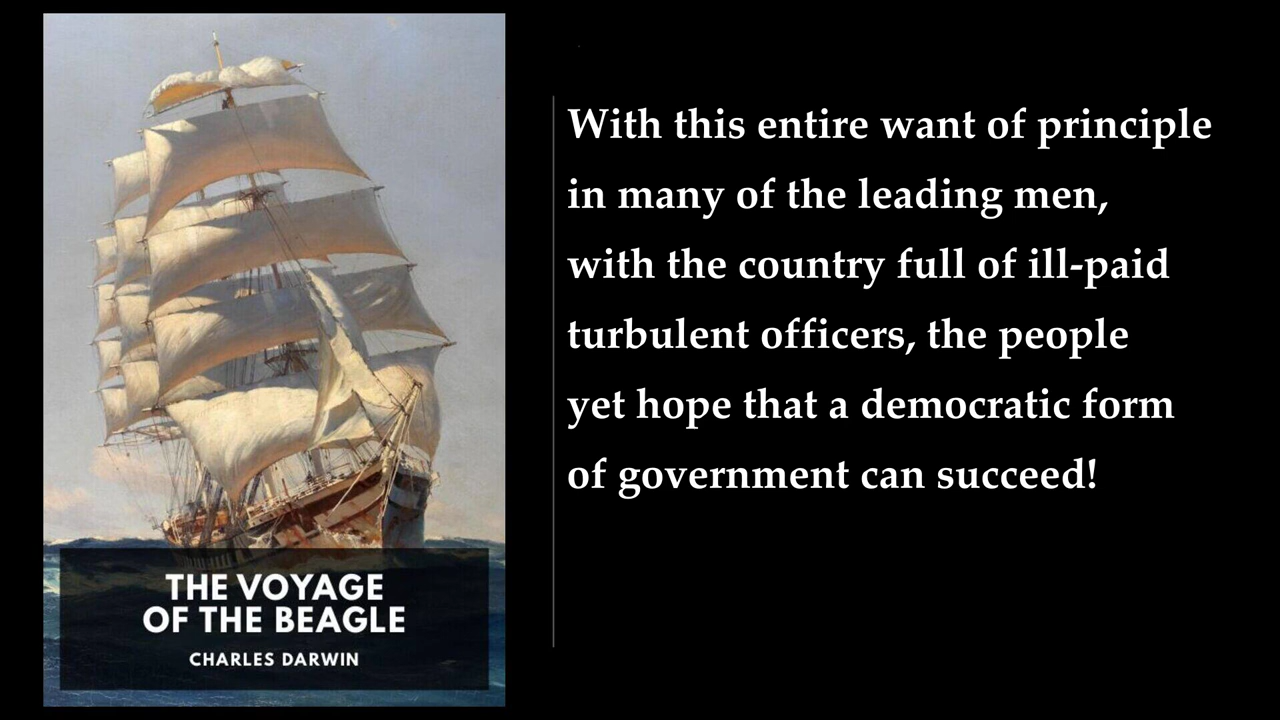 THE VOYAGE
OF THE BEAGLE
CHARLES DARWIN
With this entire want of principle
in many of the leading men,
with the country full of ill-paid
turbulent officers, the people
yet hope that a democratic form
of government can succeed!